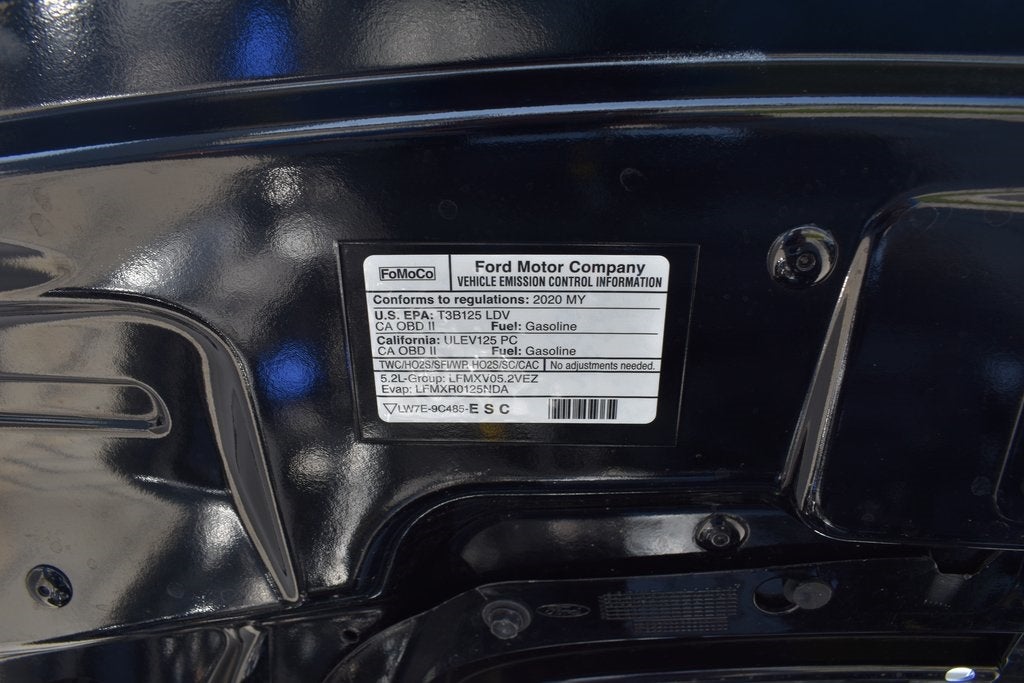 FoMoCo
Ford Motor Company
VEHICLE EMISSION CONTROL INFORMATION
Conforms to regulations: 2020 MY
U.S. EPA: T3B125 LDV
CA OBD II Fuel: Gasoline
California: ULEV125 PC
CA OBD II Fuel: Gasoline
TWC/HO2S/SFI/WR HO2S/SC/CAC No adjustments needed.
5.2L-Group: LFMXV05.2VEZ
Evap: LFMXR0125NDA
LW7E-9C485-ESC
Ford